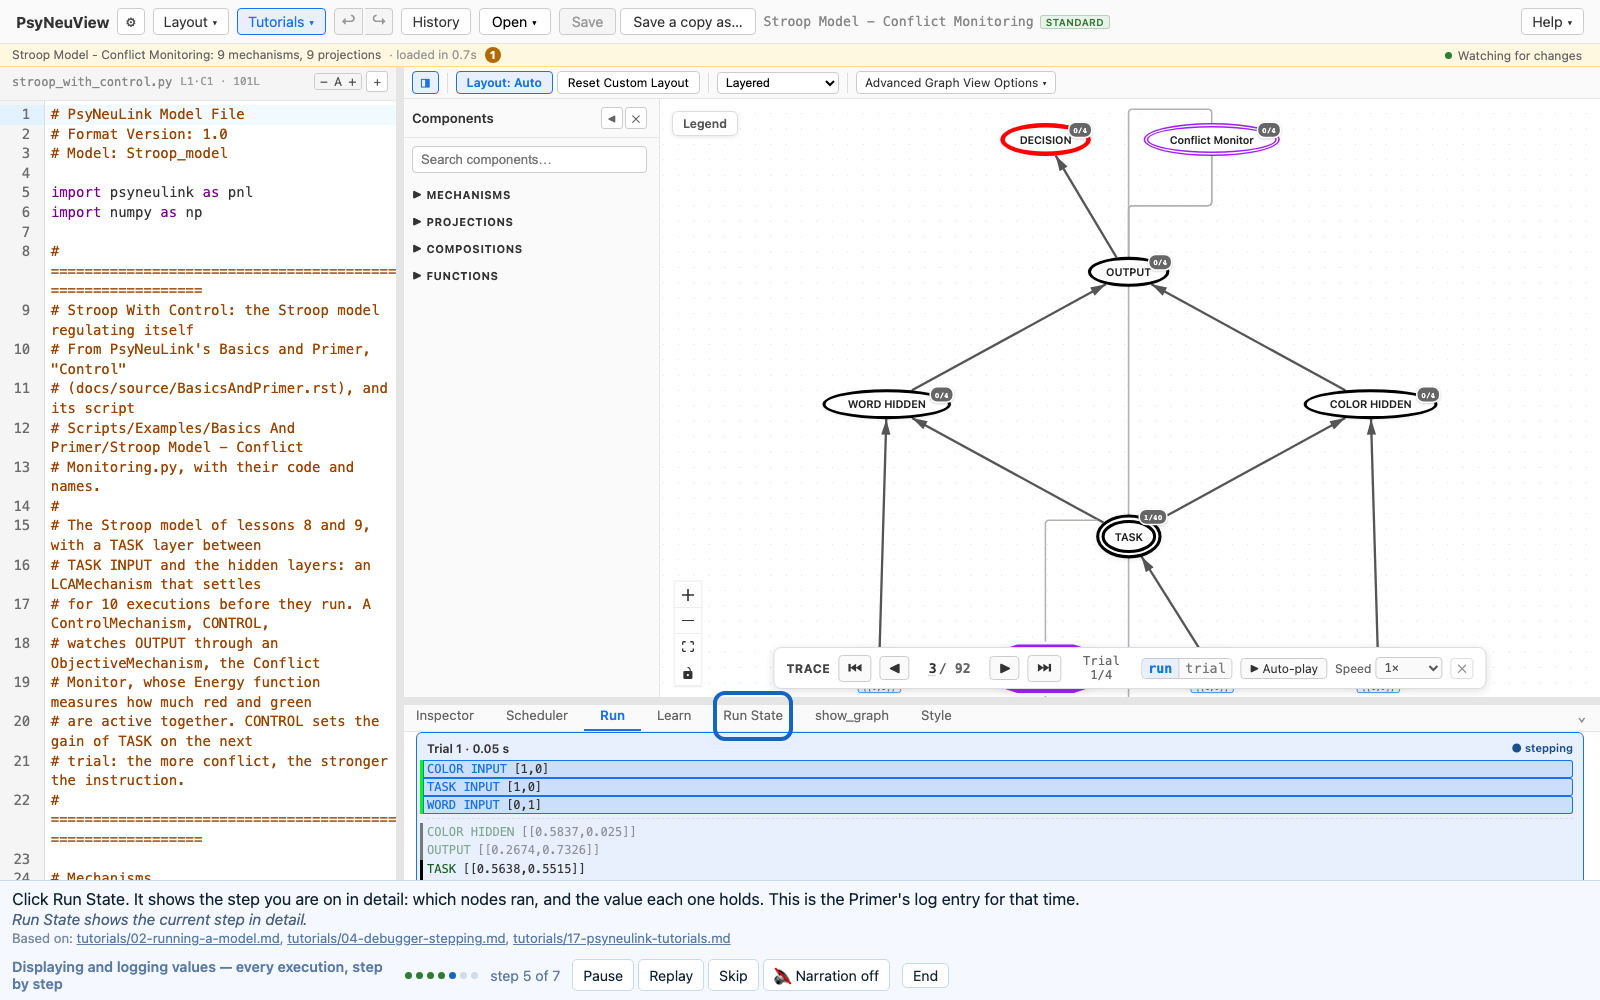 PsyNeuView ⚙ Layout ▾ Tutorials ▾ ↩ ↪ History Open ▾ Save Save a copy as... Stroop Model – Conflict Monitoring STANDARD Help ▾
Stroop Model - Conflict Monitoring: 9 mechanisms, 9 projections · loaded in 0.7s 1 Watching for changes
stroop_with_control.py L1:C1 · 101L − A + +
1 # PsyNeuLink Model File
2 # Format Version: 1.0
3 # Model: Stroop_model
4
5 import psyneulink as pnl
6 import numpy as np
7
8 #
=========================================
==================
9 # Stroop With Control: the Stroop model
regulating itself
10 # From PsyNeuLink's Basics and Primer,
"Control"
11 # (docs/source/BasicsAndPrimer.rst), and
its script
12 # Scripts/Examples/Basics And
Primer/Stroop Model – Conflict
13 # Monitoring.py, with their code and
names.
14 #
15 # The Stroop model of lessons 8 and 9,
with a TASK layer between
16 # TASK INPUT and the hidden layers: an
LCAMechanism that settles
17 # for 10 executions before they run. A
ControlMechanism, CONTROL,
18 # watches OUTPUT through an
ObjectiveMechanism, the Conflict
19 # Monitor, whose Energy function
measures how much red and green
20 # are active together. CONTROL sets the
gain of TASK on the next
21 # trial: the more conflict, the stronger
the instruction.
22 #
=========================================
==================
23
24 # Mechanisms
Layout: Auto Reset Custom Layout Layered Advanced Graph View Options ▾
Components ◀ ✕
Search components...
▶ MECHANISMS
▶ PROJECTIONS
▶ COMPOSITIONS
▶ FUNCTIONS
Legend
DECISION 0/4
Conflict Monitor 0/4
OUTPUT 0/4
WORD HIDDEN 0/4
COLOR HIDDEN 0/4
TASK 1/40
TRACE ⏮ ◀ 3 / 92 ▶ ⏭ Trial 1/4 run trial ▶ Auto-play Speed 1× ✕
Inspector Scheduler Run Learn Run State show_graph Style
Trial 1 · 0.05 s stepping
COLOR INPUT [1,0]
TASK INPUT [1,0]
WORD INPUT [0,1]
COLOR HIDDEN [[0.5837,0.025]]
OUTPUT [[0.2674,0.7326]]
TASK [[0.5638,0.5515]]
Click Run State. It shows the step you are on in detail: which nodes ran, and the value each one holds. This is the Primer's log entry for that time.
Run State shows the current step in detail.
Based on: tutorials/02-running-a-model.md, tutorials/04-debugger-stepping.md, tutorials/17-psyneulink-tutorials.md
Displaying and logging values — every execution, step
by step
step 5 of 7 Pause Replay Skip Narration off End